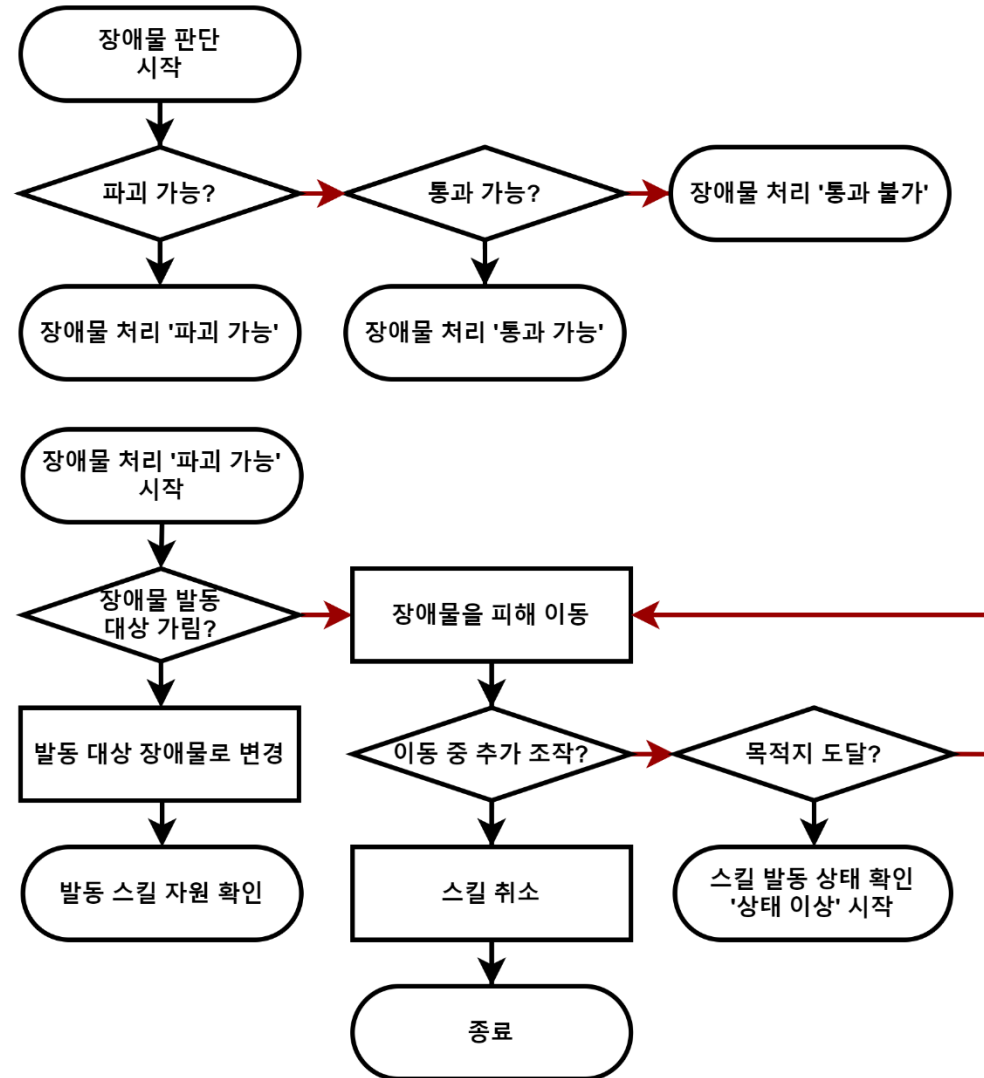 장애물 판단
시작
파괴 가능?
통과 가능?
장애물 처리 '통과 불가'
장애물 처리 '파괴 가능'
장애물 처리 '통과 가능'
장애물 처리 '파괴 가능'
시작
장애물 발동
대상 가림?
장애물을 피해 이동
발동 대상 장애물로 변경
이동 중 추가 조작?
목적지 도달?
발동 스킬 자원 확인
스킬 취소
스킬 발동 상태 확인
'상태 이상' 시작
종료